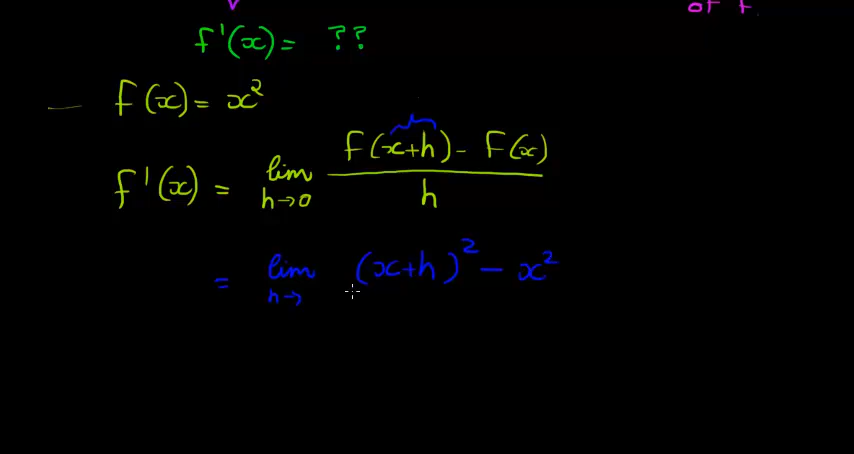 of f.
f'(x) = ??
f(x) = x²
f'(x) = lim h→0 f(x+h) - f(x) / h
= lim h→ (x+h)² - x²